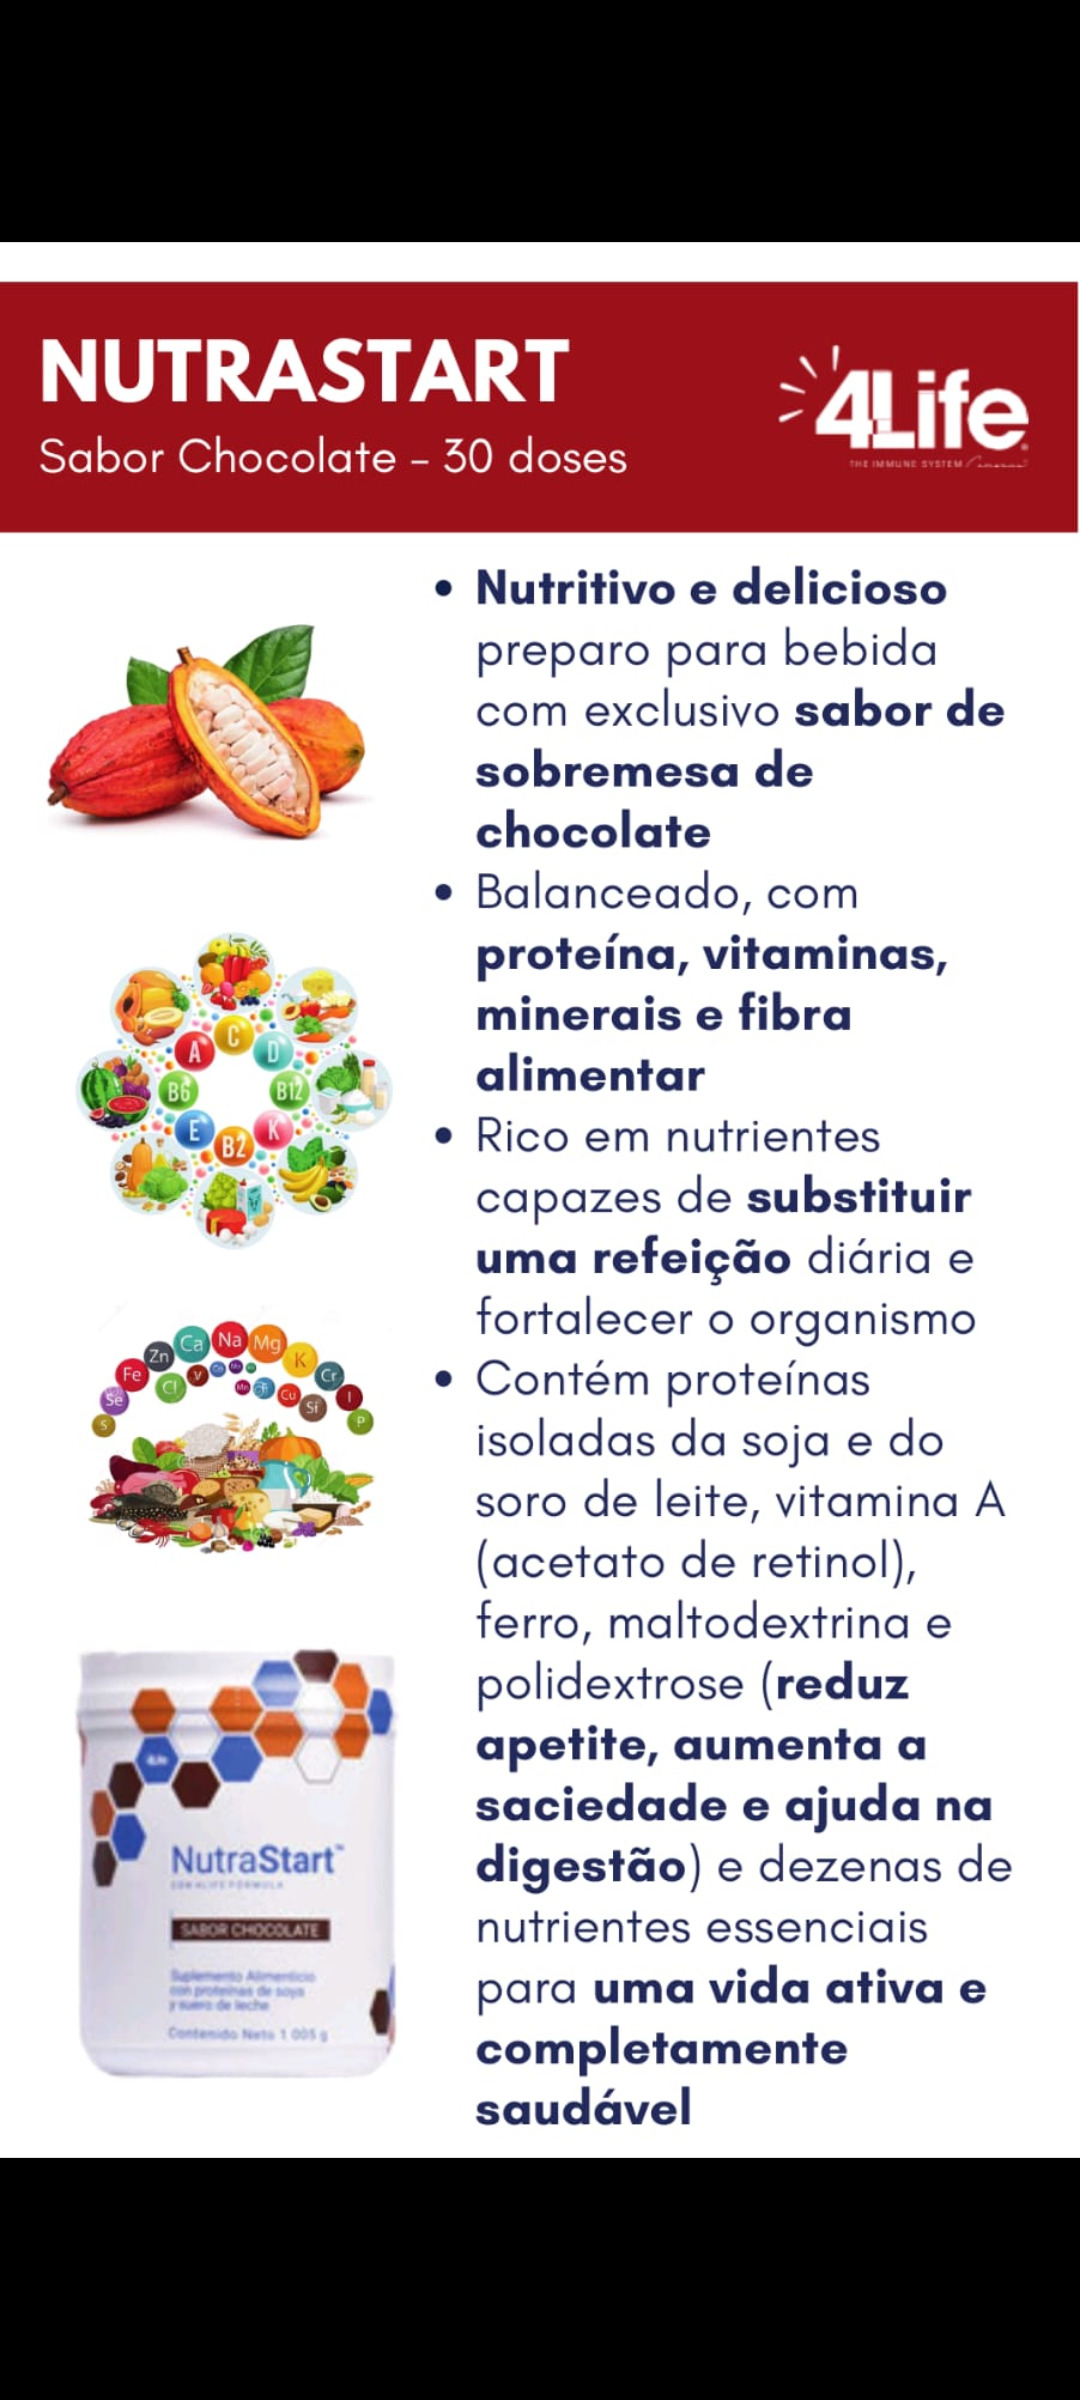 NUTRASTART
Sabor Chocolate - 30 doses
4Life
THE IMMUNE SYSTEM
• Nutritivo e delicioso
preparo para bebida
com exclusivo sabor de
sobremesa de
chocolate
• Balanceado, com
proteína, vitaminas,
minerais e fibra
alimentar
• Rico em nutrientes
capazes de substituir
uma refeição diária e
fortalecer o organismo
• Contém proteínas
isoladas da soja e do
soro de leite, vitamina A
(acetato de retinol),
ferro, maltodextrina e
polidextrose (reduz
apetite, aumenta a
saciedade e ajuda na
digestão) e dezenas de
nutrientes essenciais
para uma vida ativa e
completamente
saudável
A C D
B6 B12
E B2 K
Zn Ca Na Mg K
Fe Cl V Cu Si Cr I
Se S P
4Life
NutraStart™
SABOR CHOCOLATE
Suplemento Alimenticio
con proteínas de soya
y suero de leche
Contenido Neto 1 005 g